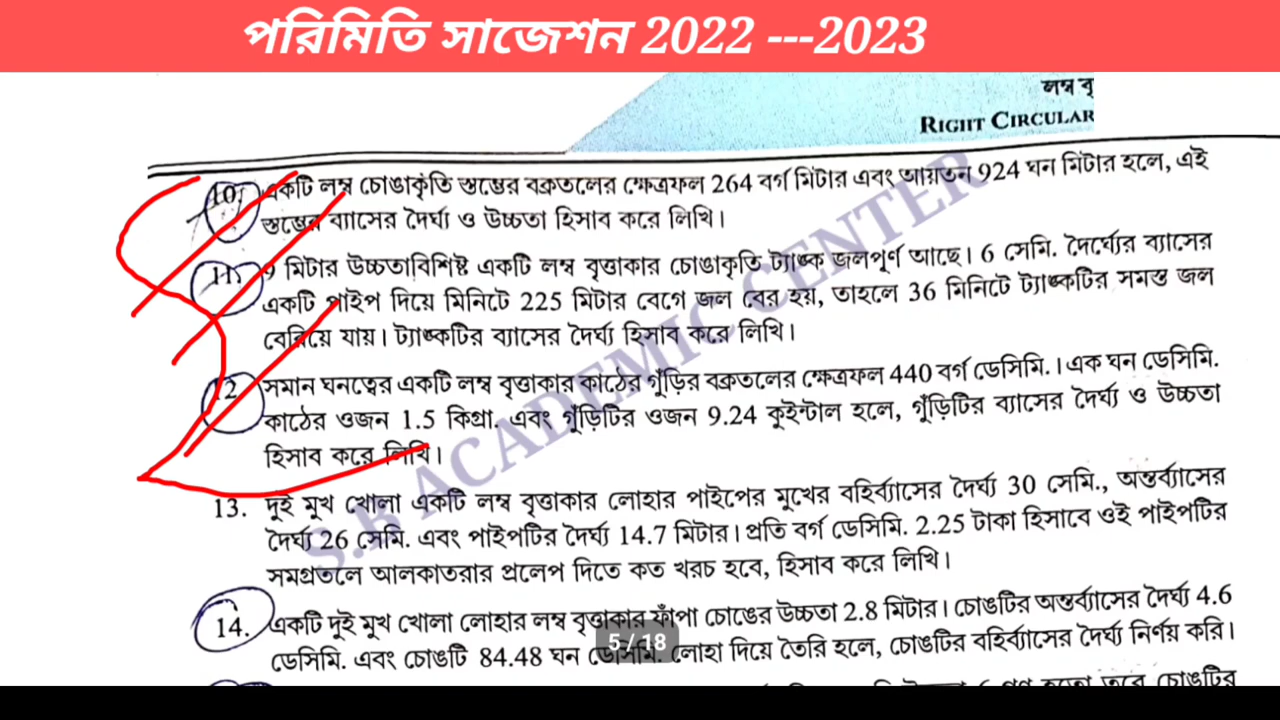 পরিমিতি সাজেশন 2022 ---2023
লম্ব বৃ
RIGHT CIRCULAR
10. একটি লম্ব চোঙাকৃতি স্তম্ভের বক্রতলের ক্ষেত্রফল 264 বর্গ মিটার এবং আয়তন 924 ঘন মিটার হলে, এই
স্তম্ভের ব্যাসের দৈর্ঘ্য ও উচ্চতা হিসাব করে লিখি।
11. 9 মিটার উচ্চতাবিশিষ্ট একটি লম্ব বৃত্তাকার চোঙাকৃতি ট্যাঙ্ক জলপূর্ণ আছে। 6 সেমি. দৈর্ঘ্যের ব্যাসের
একটি পাইপ দিয়ে মিনিটে 225 মিটার বেগে জল বের হয়, তাহলে 36 মিনিটে ট্যাঙ্কটির সমস্ত জল
বেরিয়ে যায়। ট্যাঙ্কটির ব্যাসের দৈর্ঘ্য হিসাব করে লিখি।
12. সমান ঘনত্বের একটি লম্ব বৃত্তাকার কাঠের গুঁড়ির বক্রতলের ক্ষেত্রফল 440 বর্গ ডেসিমি.। এক ঘন ডেসিমি.
কাঠের ওজন 1.5 কিগ্রা. এবং গুঁড়িটির ওজন 9.24 কুইন্টাল হলে, গুঁড়িটির ব্যাসের দৈর্ঘ্য ও উচ্চতা
হিসাব করে লিখি।
13. দুই মুখ খোলা একটি লম্ব বৃত্তাকার লোহার পাইপের মুখের বহির্ব্যাসের দৈর্ঘ্য 30 সেমি., অন্তর্ব্যাসের
দৈর্ঘ্য 26 সেমি. এবং পাইপটির দৈর্ঘ্য 14.7 মিটার। প্রতি বর্গ ডেসিমি. 2.25 টাকা হিসাবে ওই পাইপটির
সমগ্রতলে আলকাতরার প্রলেপ দিতে কত খরচ হবে, হিসাব করে লিখি।
14. একটি দুই মুখ খোলা লোহার লম্ব বৃত্তাকার ফাঁপা চোঙের উচ্চতা 2.8 মিটার। চোঙটির অন্তর্ব্যাসের দৈর্ঘ্য 4.6
ডেসিমি. এবং চোঙটি 84.48 ঘন ডেসিমি. লোহা দিয়ে তৈরি হলে, চোঙটির বহির্ব্যাসের দৈর্ঘ্য নির্ণয় করি।
5 / 18
S.R ACADEMIC CENTER